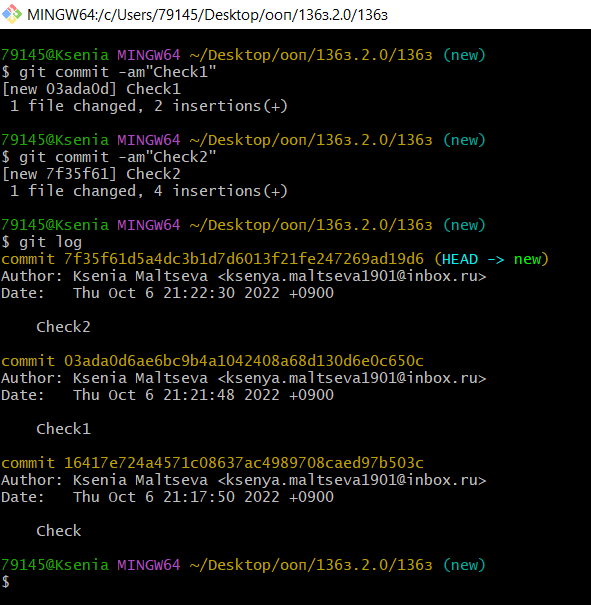 MINGW64:/c/Users/79145/Desktop/ооп/136з.2.0/136з
79145@Ksenia MINGW64 ~/Desktop/ооп/136з.2.0/136з (new)
$ git commit -am"Check1"
[new 03ada0d] Check1
1 file changed, 2 insertions(+)
79145@Ksenia MINGW64 ~/Desktop/ооп/136з.2.0/136з (new)
$ git commit -am"Check2"
[new 7f35f61] Check2
1 file changed, 4 insertions(+)
79145@Ksenia MINGW64 ~/Desktop/ооп/136з.2.0/136з (new)
$ git log
commit 7f35f61d5a4dc3b1d7d6013f21fe247269ad19d6 (HEAD -> new)
Author: Ksenia Maltseva <ksenya.maltseva1901@inbox.ru>
Date:   Thu Oct 6 21:22:30 2022 +0900
Check2
commit 03ada0d6ae6bc9b4a1042408a68d130d6e0c650c
Author: Ksenia Maltseva <ksenya.maltseva1901@inbox.ru>
Date:   Thu Oct 6 21:21:48 2022 +0900
Check1
commit 16417e724a4571c08637ac4989708caed97b503c
Author: Ksenia Maltseva <ksenya.maltseva1901@inbox.ru>
Date:   Thu Oct 6 21:17:50 2022 +0900
Check
79145@Ksenia MINGW64 ~/Desktop/ооп/136з.2.0/136з (new)
$